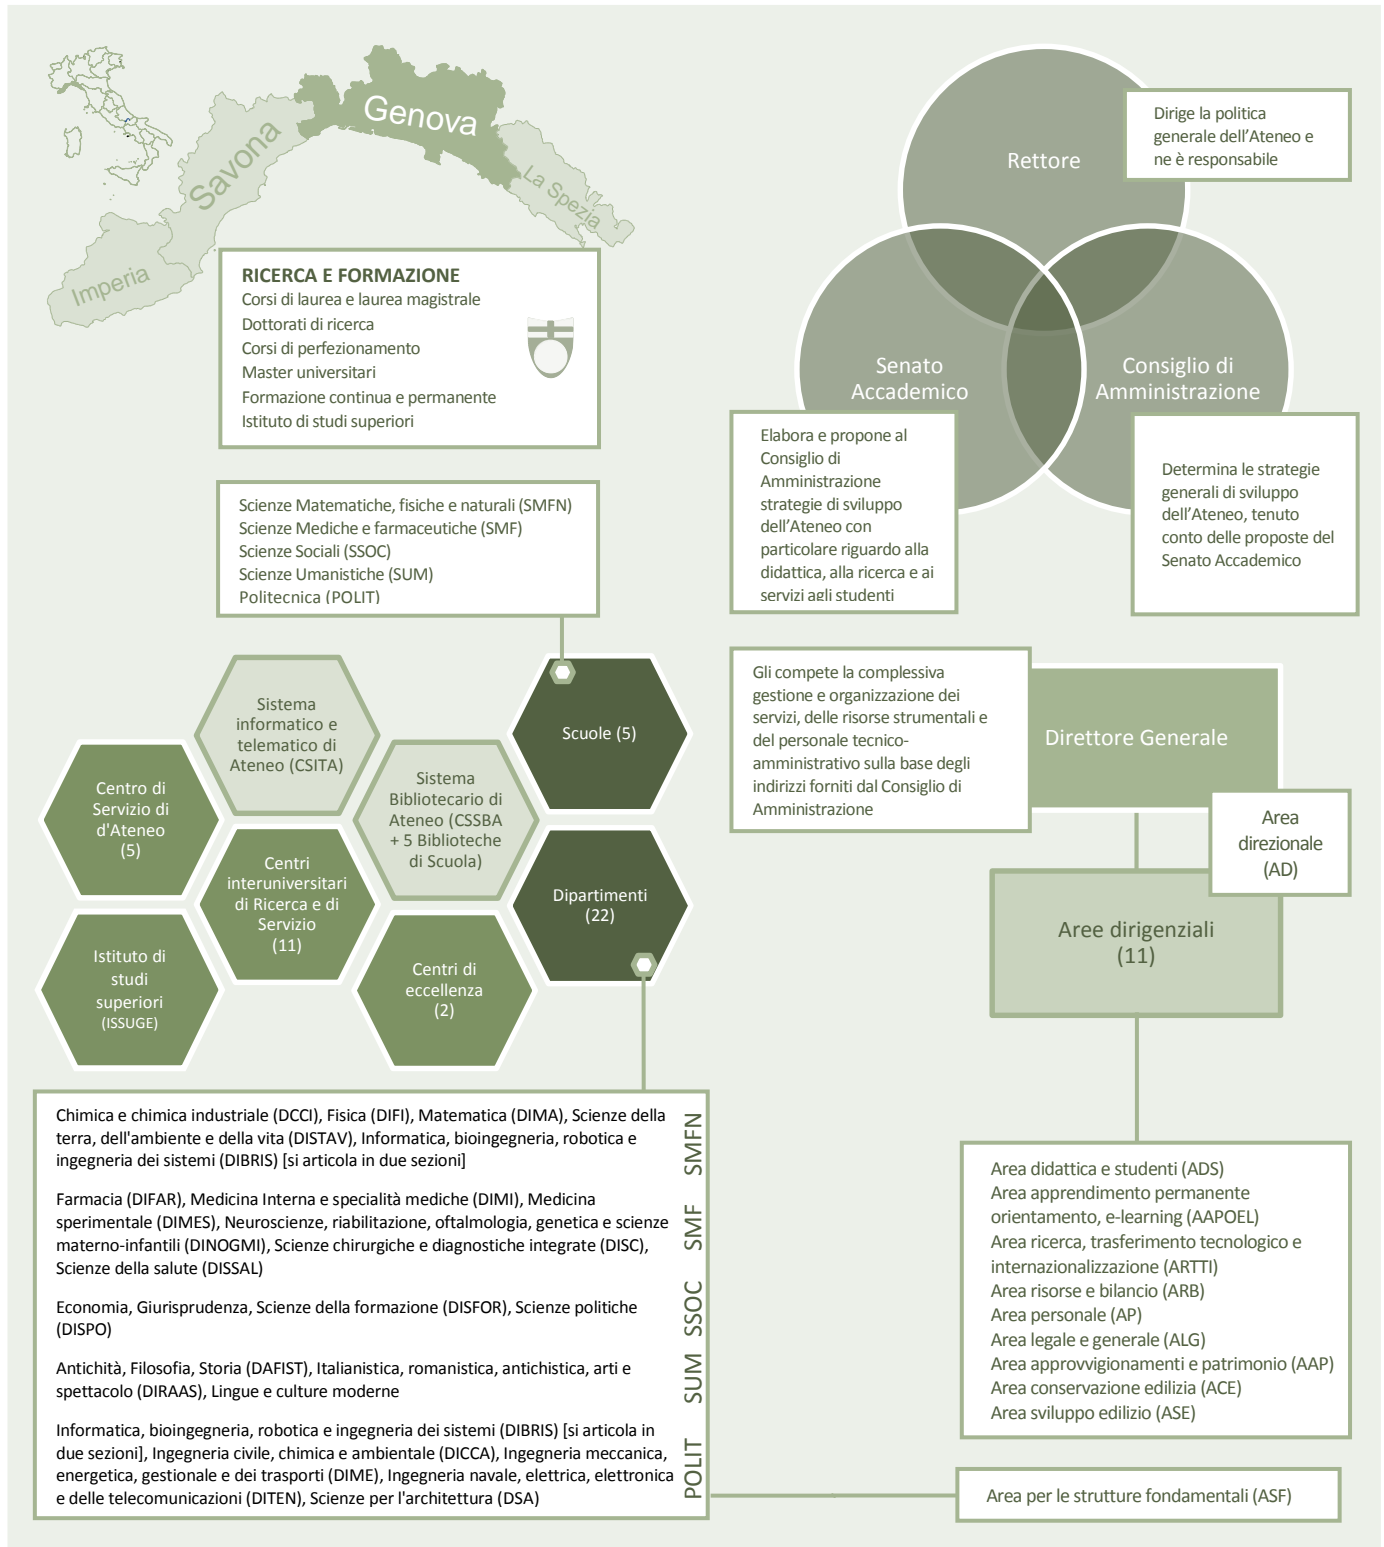 Genova
Savona
La Spezia
Imperia
RICERCA E FORMAZIONE
Corsi di laurea e laurea magistrale
Dottorati di ricerca
Corsi di perfezionamento
Master universitari
Formazione continua e permanente
Istituto di studi superiori
Rettore
Dirige la politica
generale dell’Ateneo e
ne è responsabile
Senato
Accademico
Consiglio di
Amministrazione
Elabora e propone al
Consiglio di
Amministrazione
strategie di sviluppo
dell’Ateneo con
particolare riguardo alla
didattica, alla ricerca e ai
servizi agli studenti
Determina le strategie
generali di sviluppo
dell’Ateneo, tenuto
conto delle proposte del
Senato Accademico
Scienze Matematiche, fisiche e naturali (SMFN)
Scienze Mediche e farmaceutiche (SMF)
Scienze Sociali (SSOC)
Scienze Umanistiche (SUM)
Politecnica (POLIT)
Sistema
informatico e
telematico di
Ateneo (CSITA)
Scuole (5)
Centro di
Servizio di
d'Ateneo
(5)
Sistema
Bibliotecario di
Ateneo (CSSBA
+ 5 Biblioteche
di Scuola)
Centri
interuniversitari
di Ricerca e di
Servizio
(11)
Dipartimenti
(22)
Istituto di
studi
superiori
(ISSUGE)
Centri di
eccellenza
(2)
Gli compete la complessiva
gestione e organizzazione dei
servizi, delle risorse strumentali e
del personale tecnico-
amministrativo sulla base degli
indirizzi forniti dal Consiglio di
Amministrazione
Direttore Generale
Area
direzionale
(AD)
Aree dirigenziali
(11)
Chimica e chimica industriale (DCCI), Fisica (DIFI), Matematica (DIMA), Scienze della
terra, dell'ambiente e della vita (DISTAV), Informatica, bioingegneria, robotica e
ingegneria dei sistemi (DIBRIS) [si articola in due sezioni]
SMFN
Farmacia (DIFAR), Medicina Interna e specialità mediche (DIMI), Medicina
sperimentale (DIMES), Neuroscienze, riabilitazione, oftalmologia, genetica e scienze
materno-infantili (DINOGMI), Scienze chirurgiche e diagnostiche integrate (DISC),
Scienze della salute (DISSAL)
SMF
Economia, Giurisprudenza, Scienze della formazione (DISFOR), Scienze politiche
(DISPO)
SSOC
Antichità, Filosofia, Storia (DAFIST), Italianistica, romanistica, antichistica, arti e
spettacolo (DIRAAS), Lingue e culture moderne
SUM
Informatica, bioingegneria, robotica e ingegneria dei sistemi (DIBRIS) [si articola in
due sezioni], Ingegneria civile, chimica e ambientale (DICCA), Ingegneria meccanica,
energetica, gestionale e dei trasporti (DIME), Ingegneria navale, elettrica, elettronica
e delle telecomunicazioni (DITEN), Scienze per l'architettura (DSA)
POLIT
Area didattica e studenti (ADS)
Area apprendimento permanente
orientamento, e-learning (AAPOEL)
Area ricerca, trasferimento tecnologico e
internazionalizzazione (ARTTI)
Area risorse e bilancio (ARB)
Area personale (AP)
Area legale e generale (ALG)
Area approvvigionamenti e patrimonio (AAP)
Area conservazione edilizia (ACE)
Area sviluppo edilizio (ASE)
Area per le strutture fondamentali (ASF)